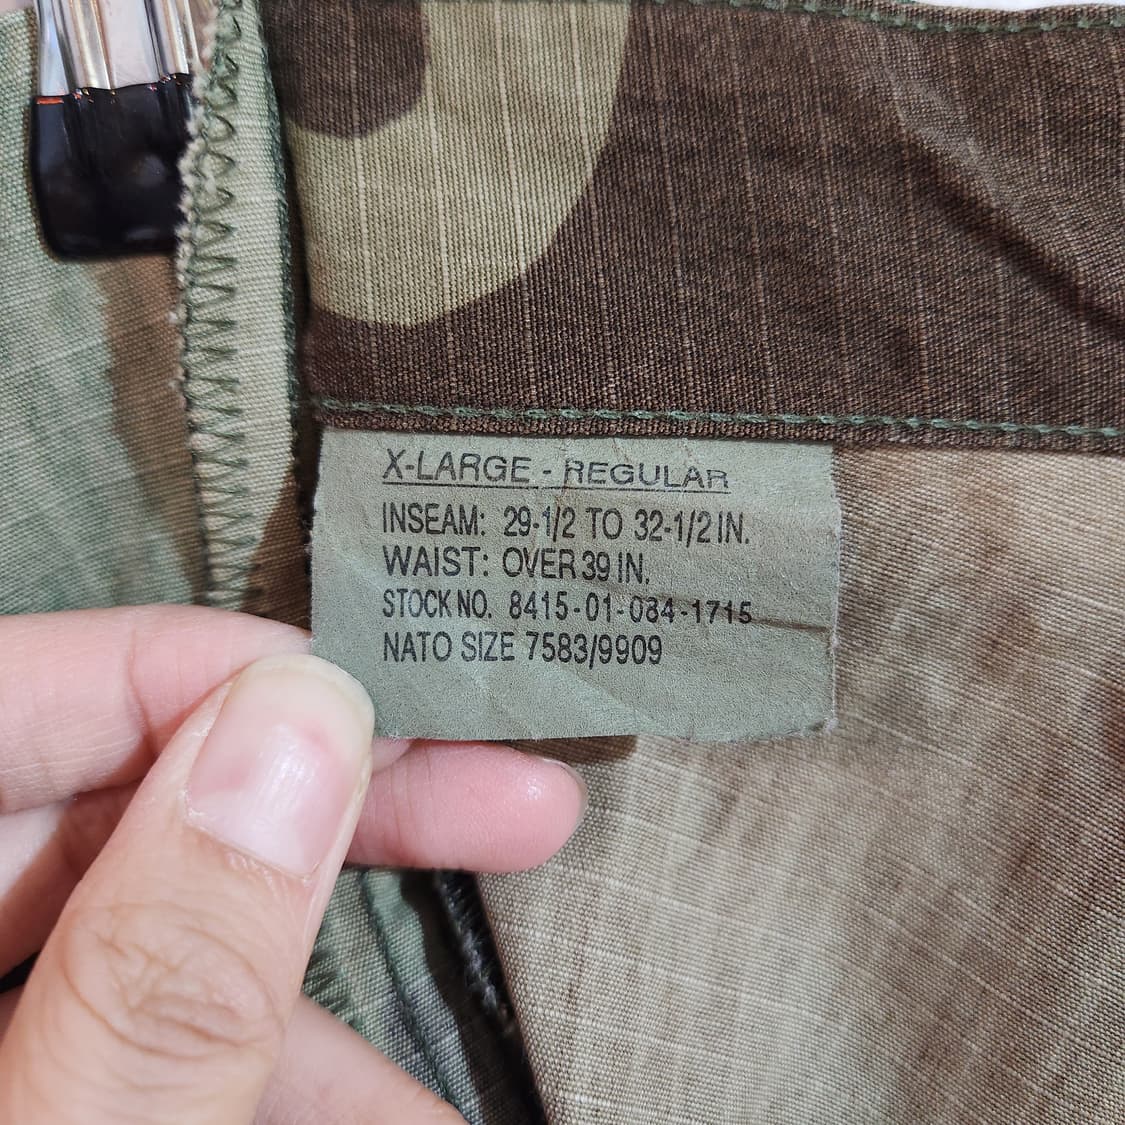 X-LARGE - REGULAR
INSEAM: 29-1/2 TO 32-1/2 IN.
WAIST: OVER 39 IN.
STOCK NO. 8415-01-084-1715
NATO SIZE 7583/9909